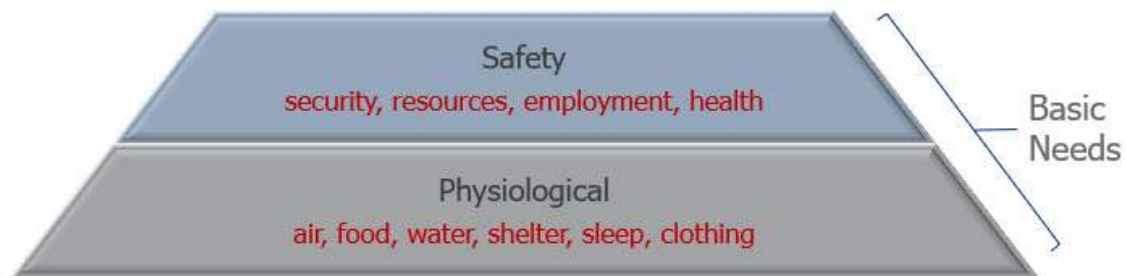 Safety
security, resources, employment, health
Basic
Needs
Physiological
air, food, water, shelter, sleep, clothing